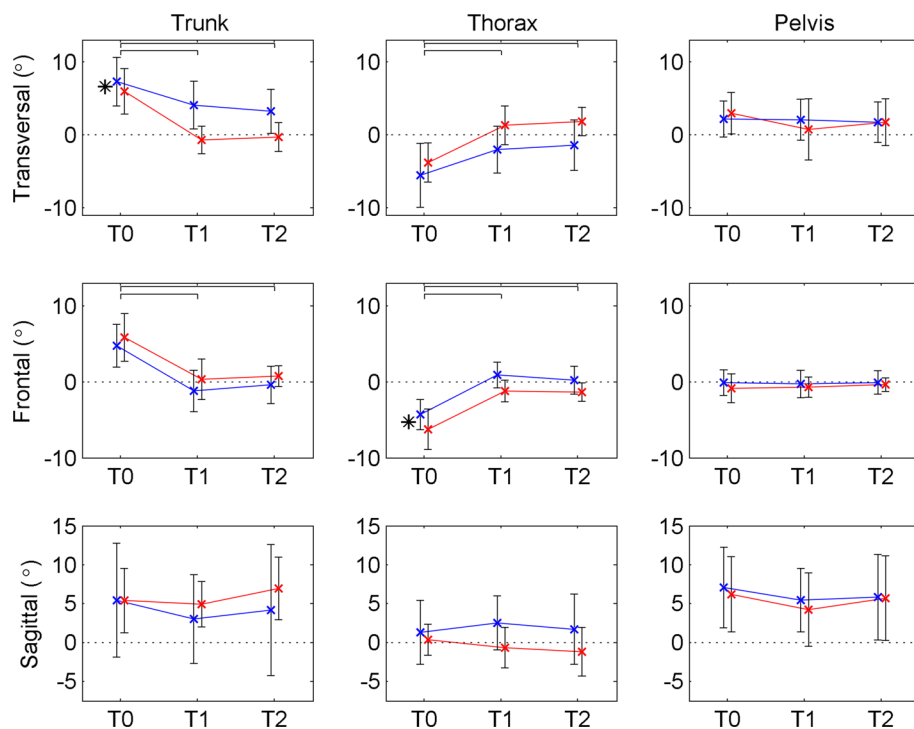 Trunk Thorax Pelvis
Transversal (°)
10 10 10
0 0 0
-10 -10 -10
T0 T1 T2 T0 T1 T2 T0 T1 T2
Frontal (°)
10 10 10
0 0 0
-10 -10 -10
T0 T1 T2 T0 T1 T2 T0 T1 T2
Sagittal (°)
15 15 15
10 10 10
5 5 5
0 0 0
-5 -5 -5
T0 T1 T2 T0 T1 T2 T0 T1 T2